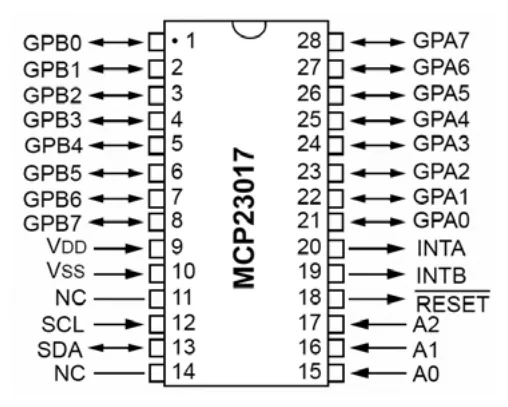 GPB0 1 28 GPA7
GPB1 2 27 GPA6
GPB2 3 26 GPA5
GPB3 4 25 GPA4
GPB4 5 24 GPA3
GPB5 6 23 GPA2
GPB6 7 22 GPA1
GPB7 8 21 GPA0
VDD 9 20 INTA
VSS 10 19 INTB
NC 11 18 RESET
SCL 12 17 A2
SDA 13 16 A1
NC 14 15 A0
MCP23017